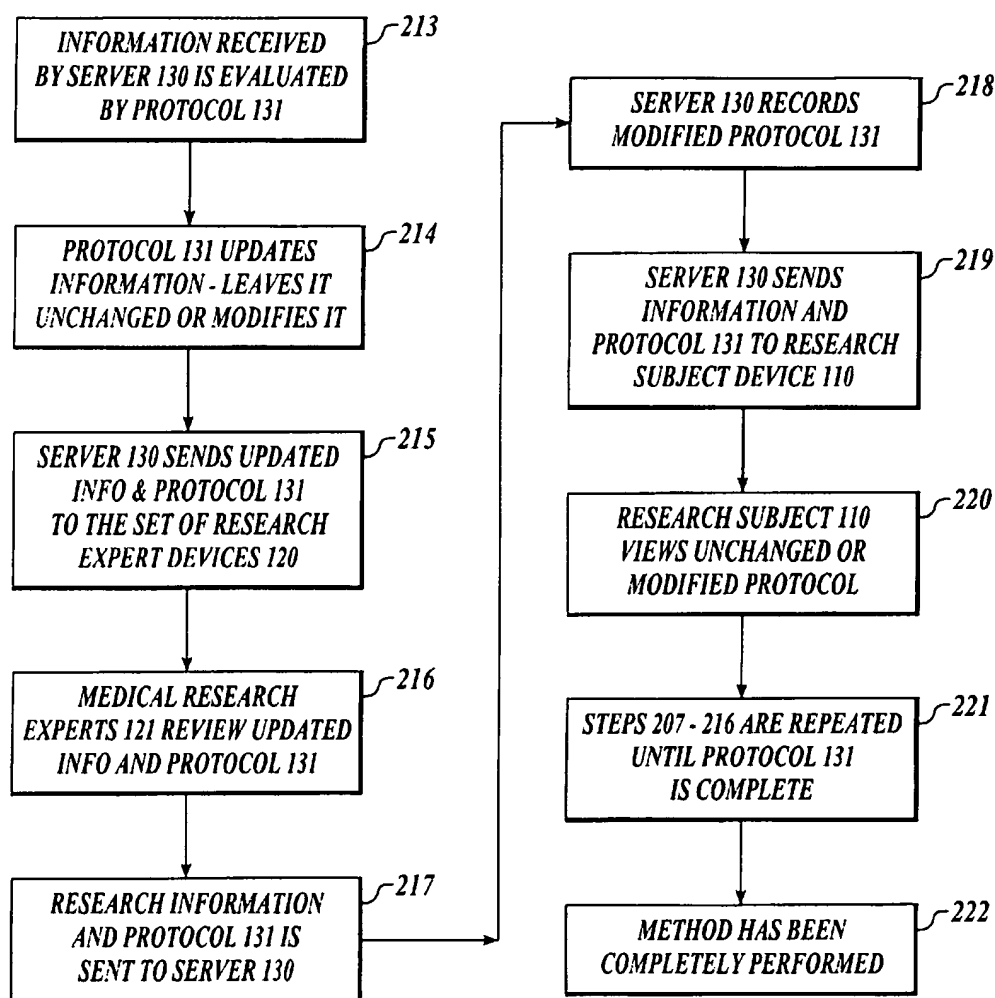 213
INFORMATION RECEIVED
BY SERVER 130 IS EVALUATED
BY PROTOCOL 131
214
PROTOCOL 131 UPDATES
INFORMATION - LEAVES IT
UNCHANGED OR MODIFIES IT
215
SERVER 130 SENDS UPDATED
INFO & PROTOCOL 131
TO THE SET OF RESEARCH
EXPERT DEVICES 120
216
MEDICAL RESEARCH
EXPERTS 121 REVIEW UPDATED
INFO AND PROTOCOL 131
217
RESEARCH INFORMATION
AND PROTOCOL 131 IS
SENT TO SERVER 130
218
SERVER 130 RECORDS
MODIFIED PROTOCOL 131
219
SERVER 130 SENDS
INFORMATION AND
PROTOCOL 131 TO RESEARCH
SUBJECT DEVICE 110
220
RESEARCH SUBJECT 110
VIEWS UNCHANGED OR
MODIFIED PROTOCOL
221
STEPS 207 - 216 ARE REPEATED
UNTIL PROTOCOL 131
IS COMPLETE
222
METHOD HAS BEEN
COMPLETELY PERFORMED